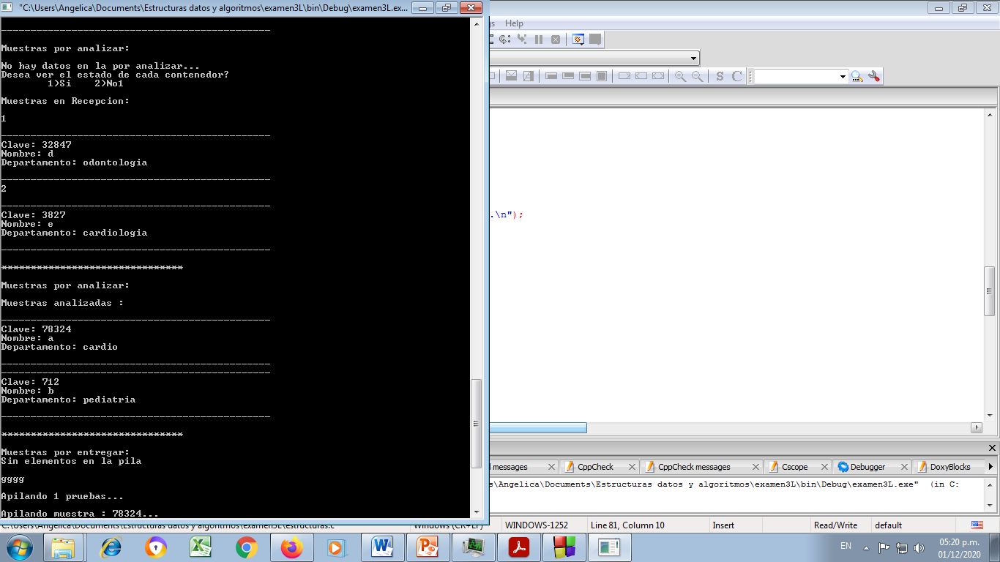 "C:\Users\Angelica\Documents\Estructuras datos y algoritmos\examen3L\bin\Debug\examen3L.ex...
Help
------------------------------------------------
Muestras por analizar:
No hay datos en la por analizar...
Desea ver el estado de cada contenedor?
1)Si 2)No1
Muestras en Recepcion:
1
------------------------------------------------
Clave: 32847
Nombre: d
Departamento: odontologia
------------------------------------------------
2
------------------------------------------------
Clave: 3827
Nombre: e
Departamento: cardiologia
------------------------------------------------
*******************************
Muestras por analizar:
Muestras analizadas :
------------------------------------------------
Clave: 78324
Nombre: a
Departamento: cardio
------------------------------------------------
------------------------------------------------
Clave: 712
Nombre: b
Departamento: pediatria
------------------------------------------------
*******************************
Muestras por entregar:
Sin elementos en la pila
gggg
Apilando 1 pruebas...
Apilando muestra : 78324...
S C
.\n");
messages CppCheck CppCheck messages Cscope Debugger DoxyBlocks
s\Angelica\Documents\Estructuras datos y algoritmos\examen3L\bin\Debug\examen3L.exe" (in C:
C:\Users\Angelica\Documents\Estructuras datos y algoritmos\examen3L\estructuras.c Windows (CR+LF) WINDOWS-1252 Line 81, Column 10 Insert Read/Write default
EN 05:20 p.m.
01/12/2020